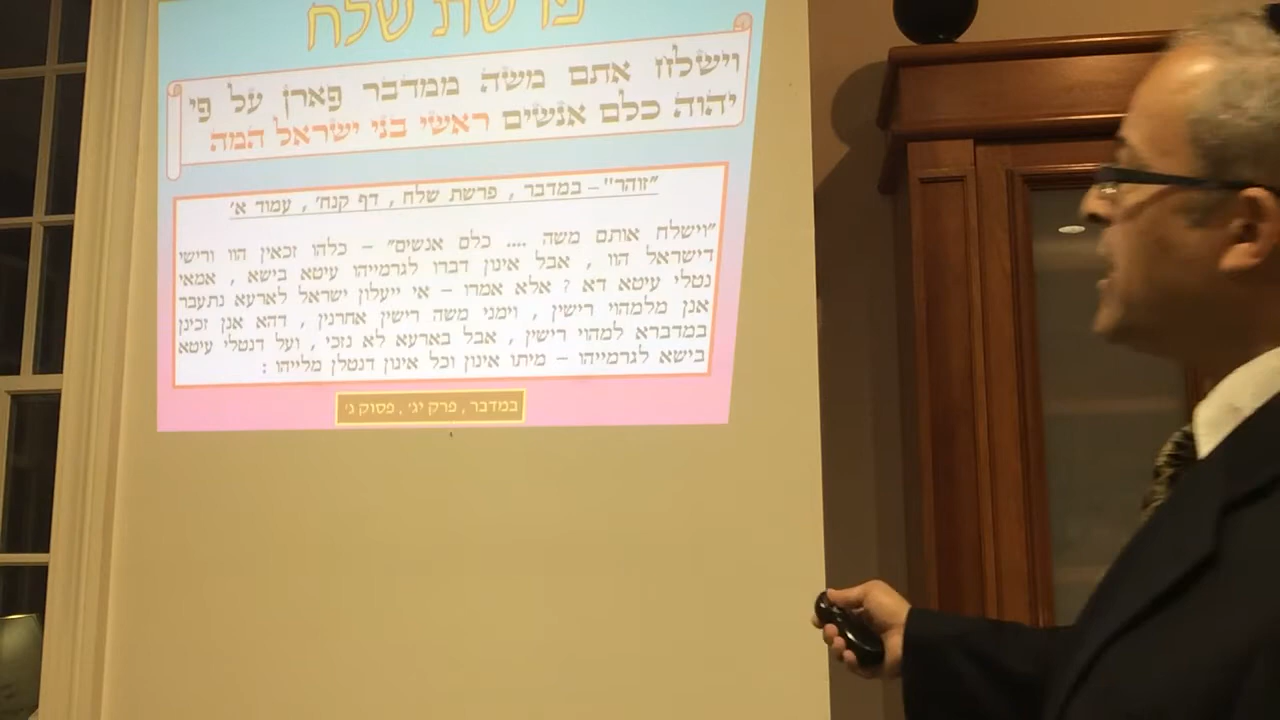 פרשת שלח
וישלח אתם משה ממדבר פארן על פי
יהוה כלם אנשים ראשי בני ישראל המה
"זוהר" – במדבר , פרשת שלח , דף קנח' , עמוד א'
"וישלח אותם משה .... כלם אנשים" – כלהו זכאין הוו ורישי
דישראל הוו , אבל אינון דברו לגרמייהו עיטא בישא , אמאי
נטלי עיטא דא ? אלא אמרו – אי ייעלון ישראל לארעא נתעבר
אנן מלמהוי רישין , וימני משה רישין אחרנין , דהא אנן זכינן
במדברא למהוי רישין , אבל בארעא לא נזכי , ועל דנטלי עיטא
בישא לגרמייהו – מיתו אינון וכל אינון דנטלן מלייהו :
במדבר , פרק יג' , פסוק ג'